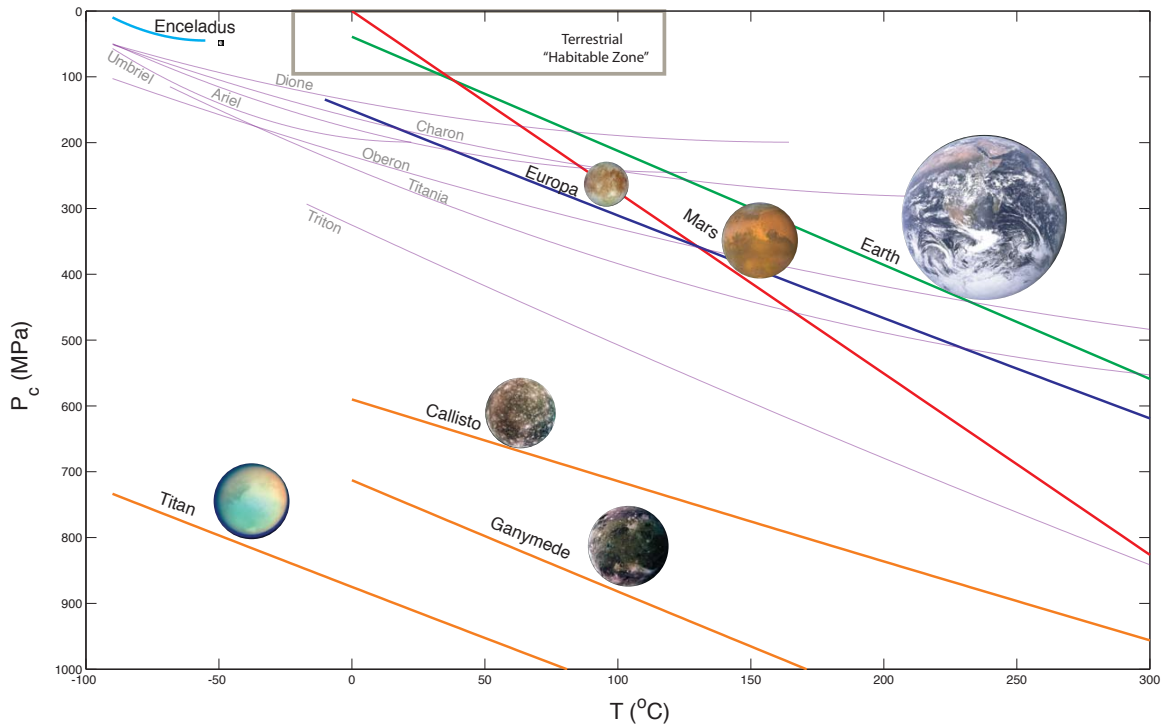 0
100
200
300
400
500
600
700
800
900
1000
P_c (MPa)
-100
-50
0
50
100
150
200
250
300
T (°C)
Enceladus
Terrestrial
“Habitable Zone”
Umbriel
Dione
Ariel
Charon
Oberon
Europa
Titania
Triton
Mars
Earth
Callisto
Titan
Ganymede